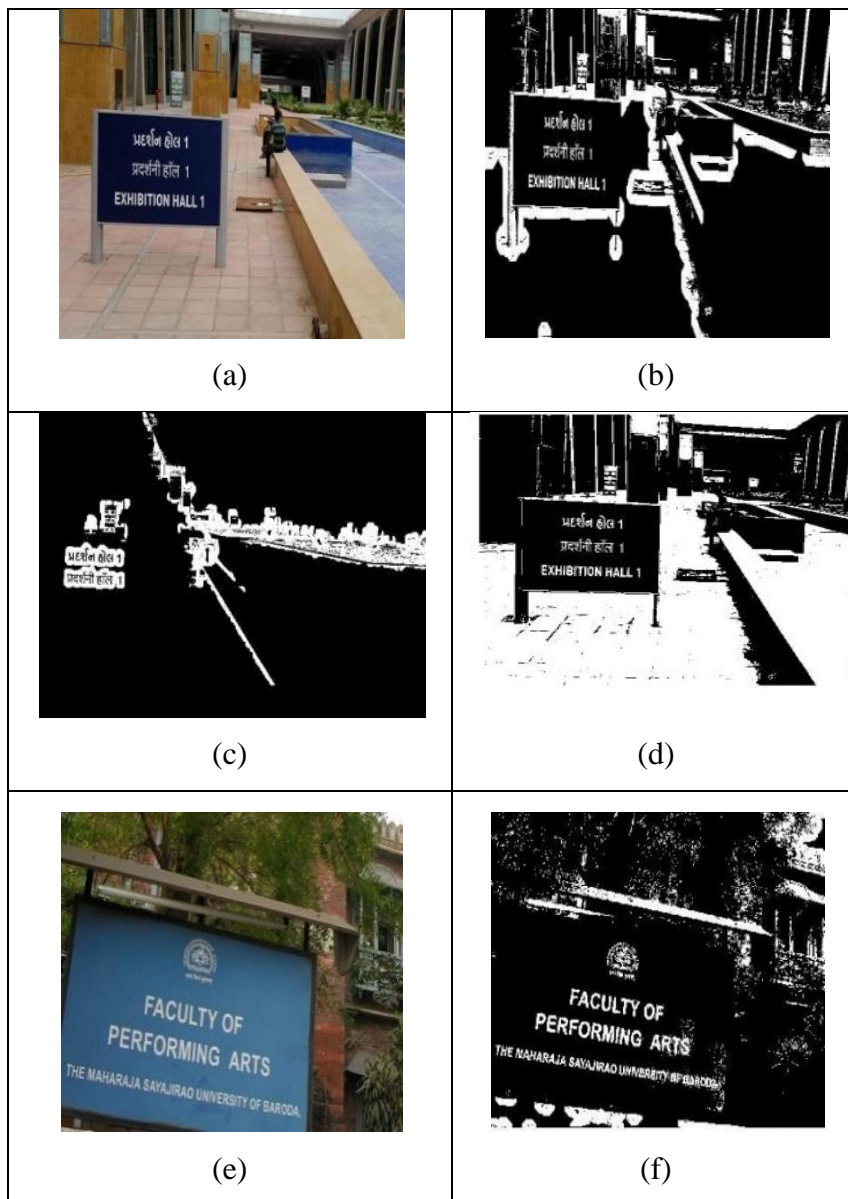 પ્રદર્શન હોલ 1
प्रदर्शनी हॉल 1
EXHIBITION HALL 1
પ્રદર્શન હોલ 1
प्रदर्शनी हॉल 1
EXHIBITION HALL 1
(a)
(b)
પ્રદર્શન હોલ 1
प्रदर्शनी हॉल 1
પ્રદર્શન હોલ 1
प्रदर्शनी हॉल 1
EXHIBITION HALL 1
(c)
(d)
FACULTY OF
PERFORMING ARTS
THE MAHARAJA SAYAJIRAO UNIVERSITY OF BARODA.
FACULTY OF
PERFORMING ARTS
THE MAHARAJA SAYAJIRAO UNIVERSITY OF BARODA.
(e)
(f)